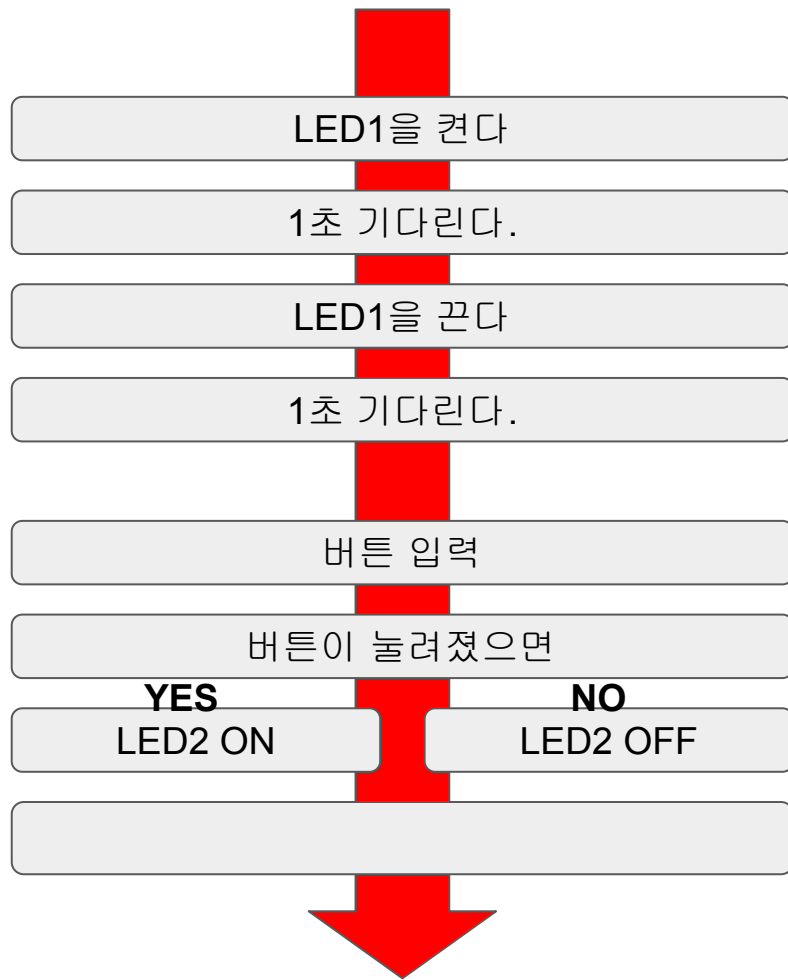 LED1을 켠다
1초 기다린다.
LED1을 끈다
1초 기다린다.
버튼 입력
버튼이 눌려졌으면
YES NO
LED2 ON LED2 OFF